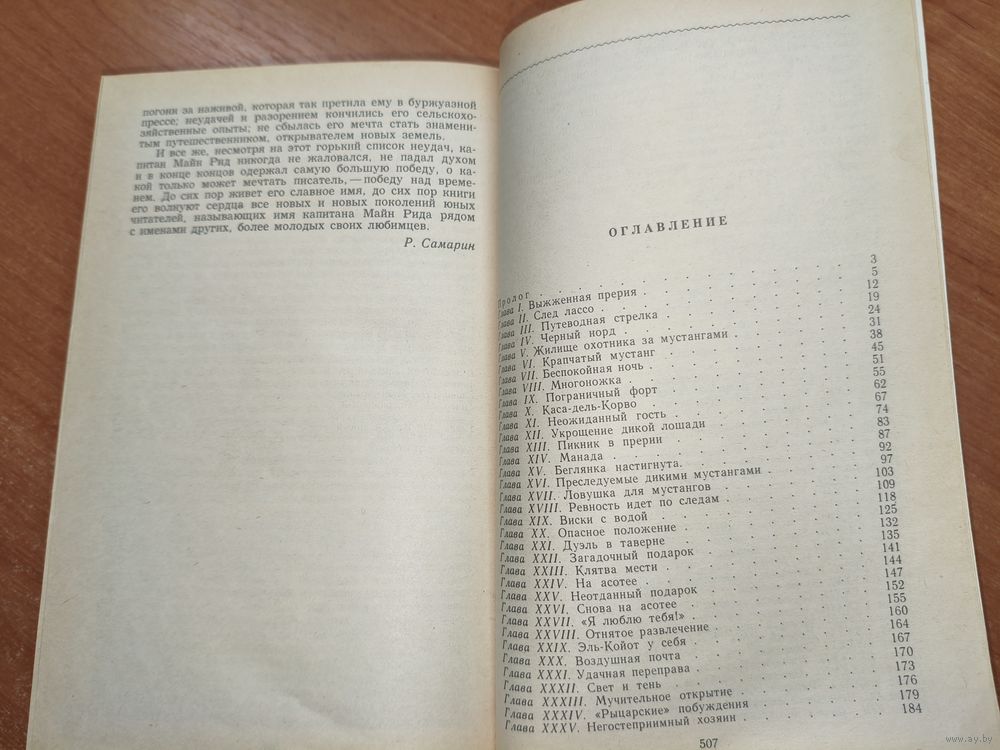 погони за наживой, которая так претила ему в буржуазной
прессе; неудачей и разорением кончились его сельскохо-
зяйственные опыты; не сбылась его мечта стать знамени-
тым путешественником, открывателем новых земель.
И все же, несмотря на этот горький список неудач, ка-
питан Майн Рид никогда не жаловался, не падал духом
и в конце концов одержал самую большую победу, о ка-
кой только может мечтать писатель,—победу над време-
нем. До сих пор живет его славное имя, до сих пор книги
его волнуют сердца все новых и новых поколений юных
читателей, называющих имя капитана Майн Рида рядом
с именами других, более молодых своих любимцев.
Р. Самарин
ОГЛАВЛЕНИЕ
Пролог . . . 3
Глава I. Выжженная прерия . . . 5
Глава II. След лассо . . . 12
Глава III. Путеводная стрелка . . . 19
Глава IV. Черный норд . . . 24
Глава V. Жилище охотника за мустангами . . . 31
Глава VI. Крапчатый мустанг . . . 38
Глава VII. Беспокойная ночь . . . 45
Глава VIII. Многоножка . . . 51
Глава IX. Пограничный форт . . . 55
Глава X. Каса-дель-Корво . . . 62
Глава XI. Неожиданный гость . . . 67
Глава XII. Укрощение дикой лошади . . . 74
Глава XIII. Пикник в прерии . . . 83
Глава XIV. Манада . . . 87
Глава XV. Беглянка настигнута . . . 92
Глава XVI. Преследуемые дикими мустангами . . . 97
Глава XVII. Ловушка для мустангов . . . 103
Глава XVIII. Ревность идет по следам . . . 109
Глава XIX. Виски с водой . . . 118
Глава XX. Опасное положение . . . 125
Глава XXI. Дуэль в таверне . . . 132
Глава XXII. Загадочный подарок . . . 135
Глава XXIII. Клятва мести . . . 141
Глава XXIV. На асотее . . . 144
Глава XXV. Неотданный подарок . . . 147
Глава XXVI. Снова на асотее . . . 152
Глава XXVII. «Я люблю тебя!» . . . 155
Глава XXVIII. Отнятое развлечение . . . 160
Глава XXIX. Эль-Койот у себя . . . 164
Глава XXX. Воздушная почта . . . 167
Глава XXXI. Удачная переправа . . . 170
Глава XXXII. Свет и тень . . . 173
Глава XXXIII. Мучительное открытие . . . 176
Глава XXXIV. «Рыцарские» побуждения . . . 179
Глава XXXV. Негостеприимный хозяин . . . 184
507
www.ay.by